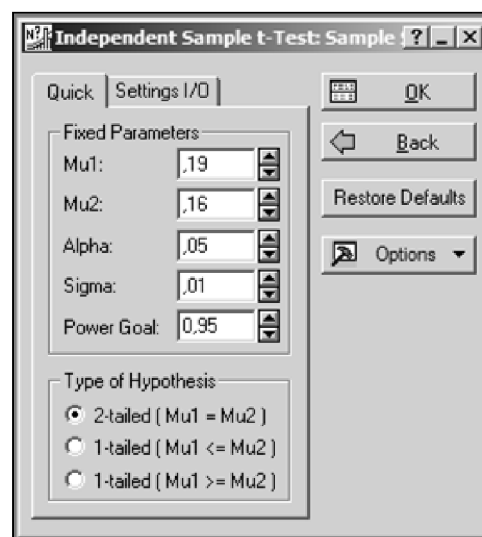 Independent Sample t-Test: Sample
Quick
Settings I/O
Fixed Parameters
Mu1: ,19
Mu2: ,16
Alpha: ,05
Sigma: ,01
Power Goal: 0,95
Type of Hypothesis
2-tailed ( Mu1 = Mu2 )
1-tailed ( Mu1 <= Mu2 )
1-tailed ( Mu1 >= Mu2 )
OK
Back
Restore Defaults
Options